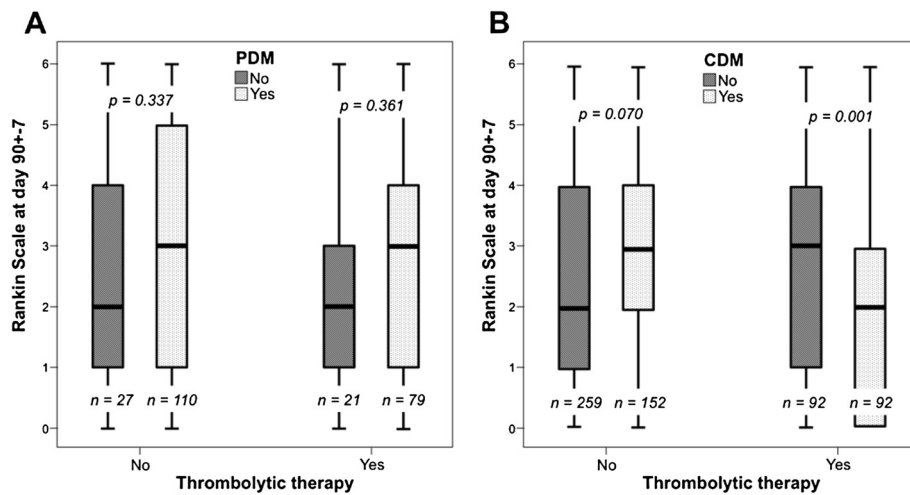 A
Rankin Scale at day 90+-7
6
5
4
3
2
1
0
PDM
No
Yes
p = 0.337
p = 0.361
n = 27
n = 110
n = 21
n = 79
No
Yes
Thrombolytic therapy
B
Rankin Scale at day 90+-7
6
5
4
3
2
1
0
CDM
No
Yes
p = 0.070
p = 0.001
n = 259
n = 152
n = 92
n = 92
No
Yes
Thrombolytic therapy